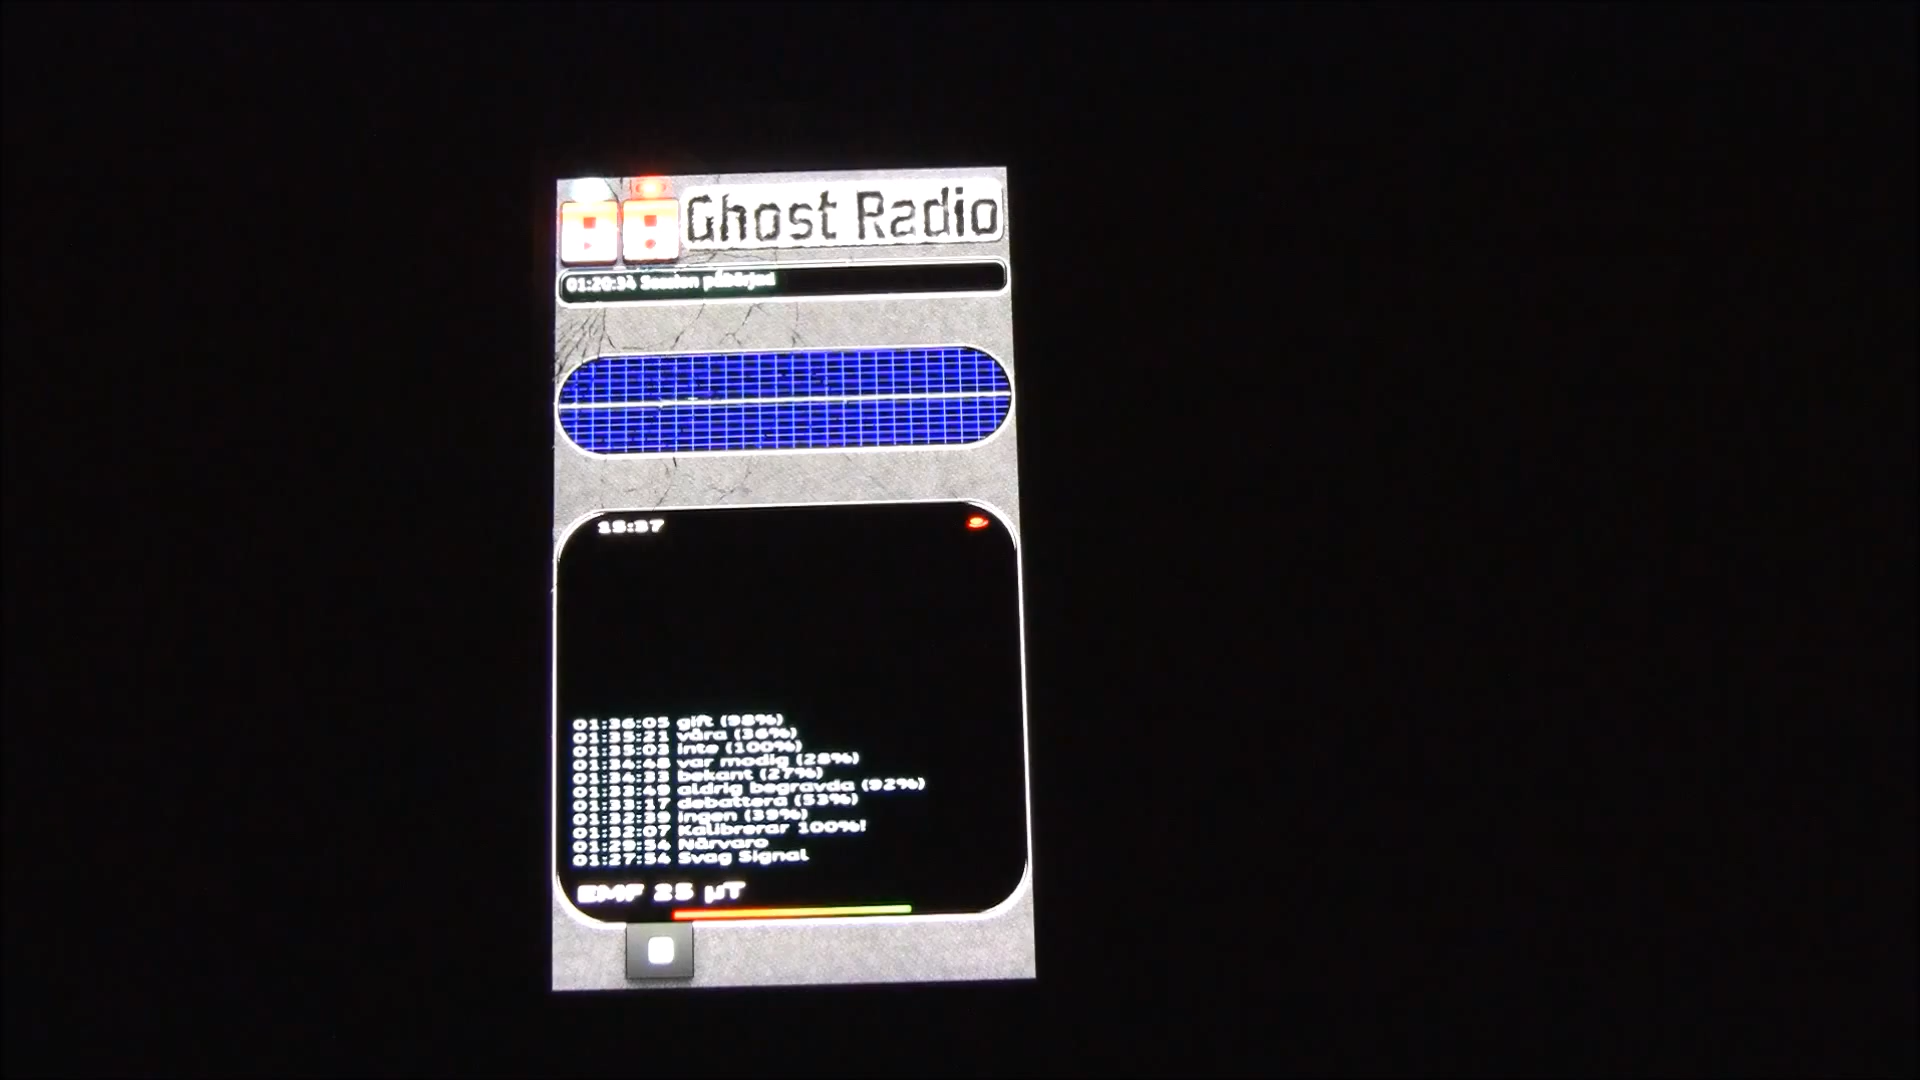 Ghost Radio
01:20:34 Session påbörjad
15:37
01:36:05 gift (98%)
01:35:21 våra (36%)
01:35:03 inte (100%)
01:34:48 var modig (28%)
01:34:33 bekant (27%)
01:33:49 aldrig begravda (92%)
01:33:17 debattera (53%)
01:32:39 ingen (39%)
01:32:07 Kalibrerar 100%!
01:29:54 Närvaro
01:27:54 Svag Signal
EMF 25 µT